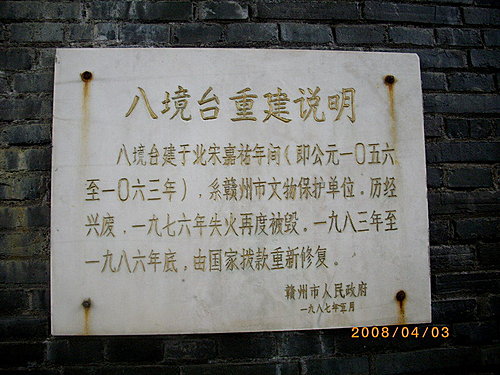 八境台重建说明
八境台建于北宋嘉祐年间(即公元一〇五六
至一〇六三年),系赣州市文物保护单位。历经
兴废,一九七六年失火再度被毁。一九八三年至
一九八六年底,由国家拨款重新修复。
赣州市人民政府
一九八七年五月
2008/04/03